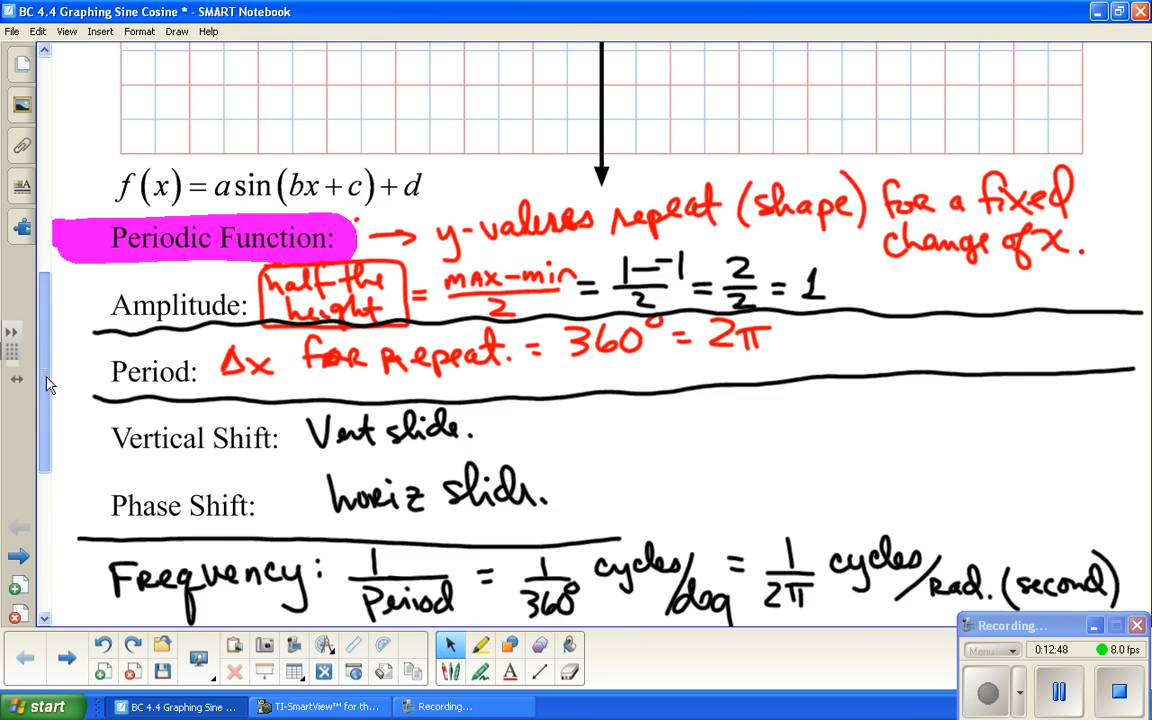 BC 4.4 Graphing Sine Cosine * - SMART Notebook
File Edit View Insert Format Draw Help
f(x) = a sin(bx + c) + d
Periodic Function: → y-values repeat (shape) for a fixed
change of x.
Amplitude: half the height = max-min/2 = 1--1/2 = 2/2 = 1
Period: Δx for repeat. = 360° = 2π
Vertical Shift: Vert slide.
Phase Shift: horiz slide.
Frequency: 1/Period = 1/360° cycles/deg = 1/2π cycles/Rad. (second)
Recording...
Menu
0:12:48
8.0 fps
start
BC 4.4 Graphing Sine ...
TI-SmartView™ for th...
Recording...